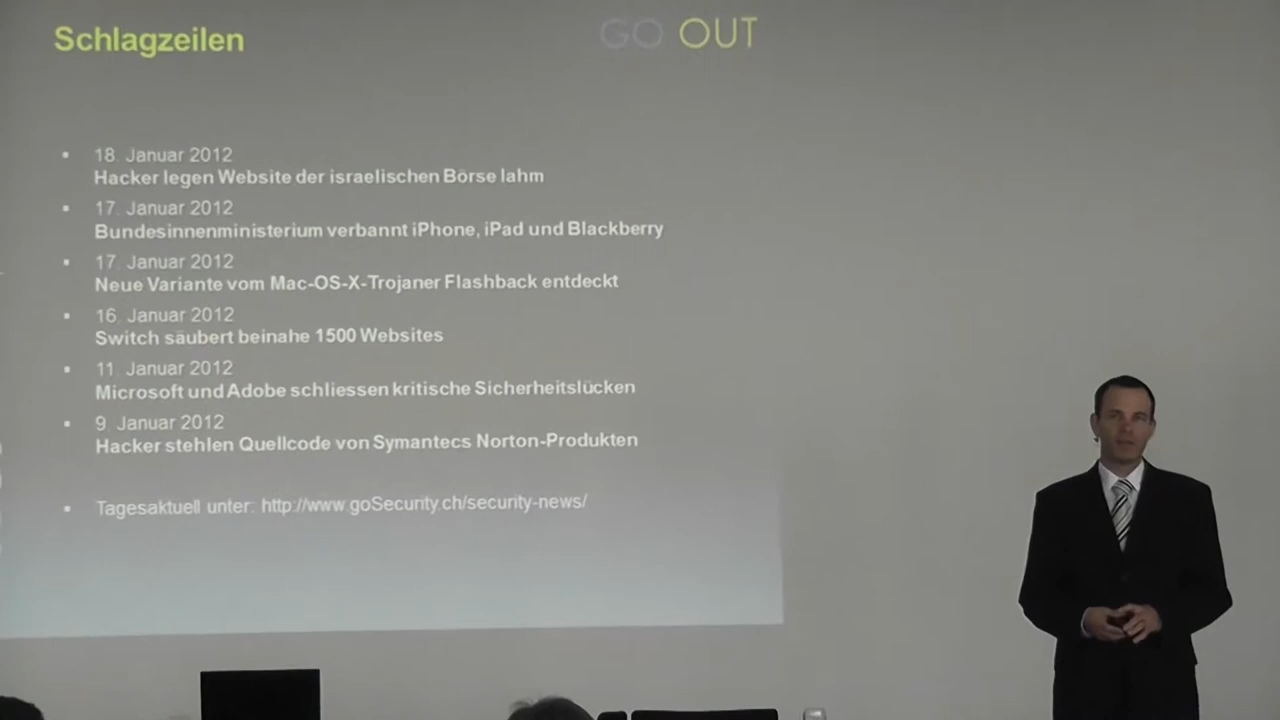 Schlagzeilen
GO OUT
18. Januar 2012
Hacker legen Website der israelischen Börse lahm
17. Januar 2012
Bundesinnenministerium verbannt iPhone, iPad und Blackberry
17. Januar 2012
Neue Variante vom Mac-OS-X-Trojaner Flashback entdeckt
16. Januar 2012
Switch säubert beinahe 1500 Websites
11. Januar 2012
Microsoft und Adobe schliessen kritische Sicherheitslücken
9. Januar 2012
Hacker stehlen Quellcode von Symantecs Norton-Produkten
Tagesaktuell unter: http://www.goSecurity.ch/security-news/